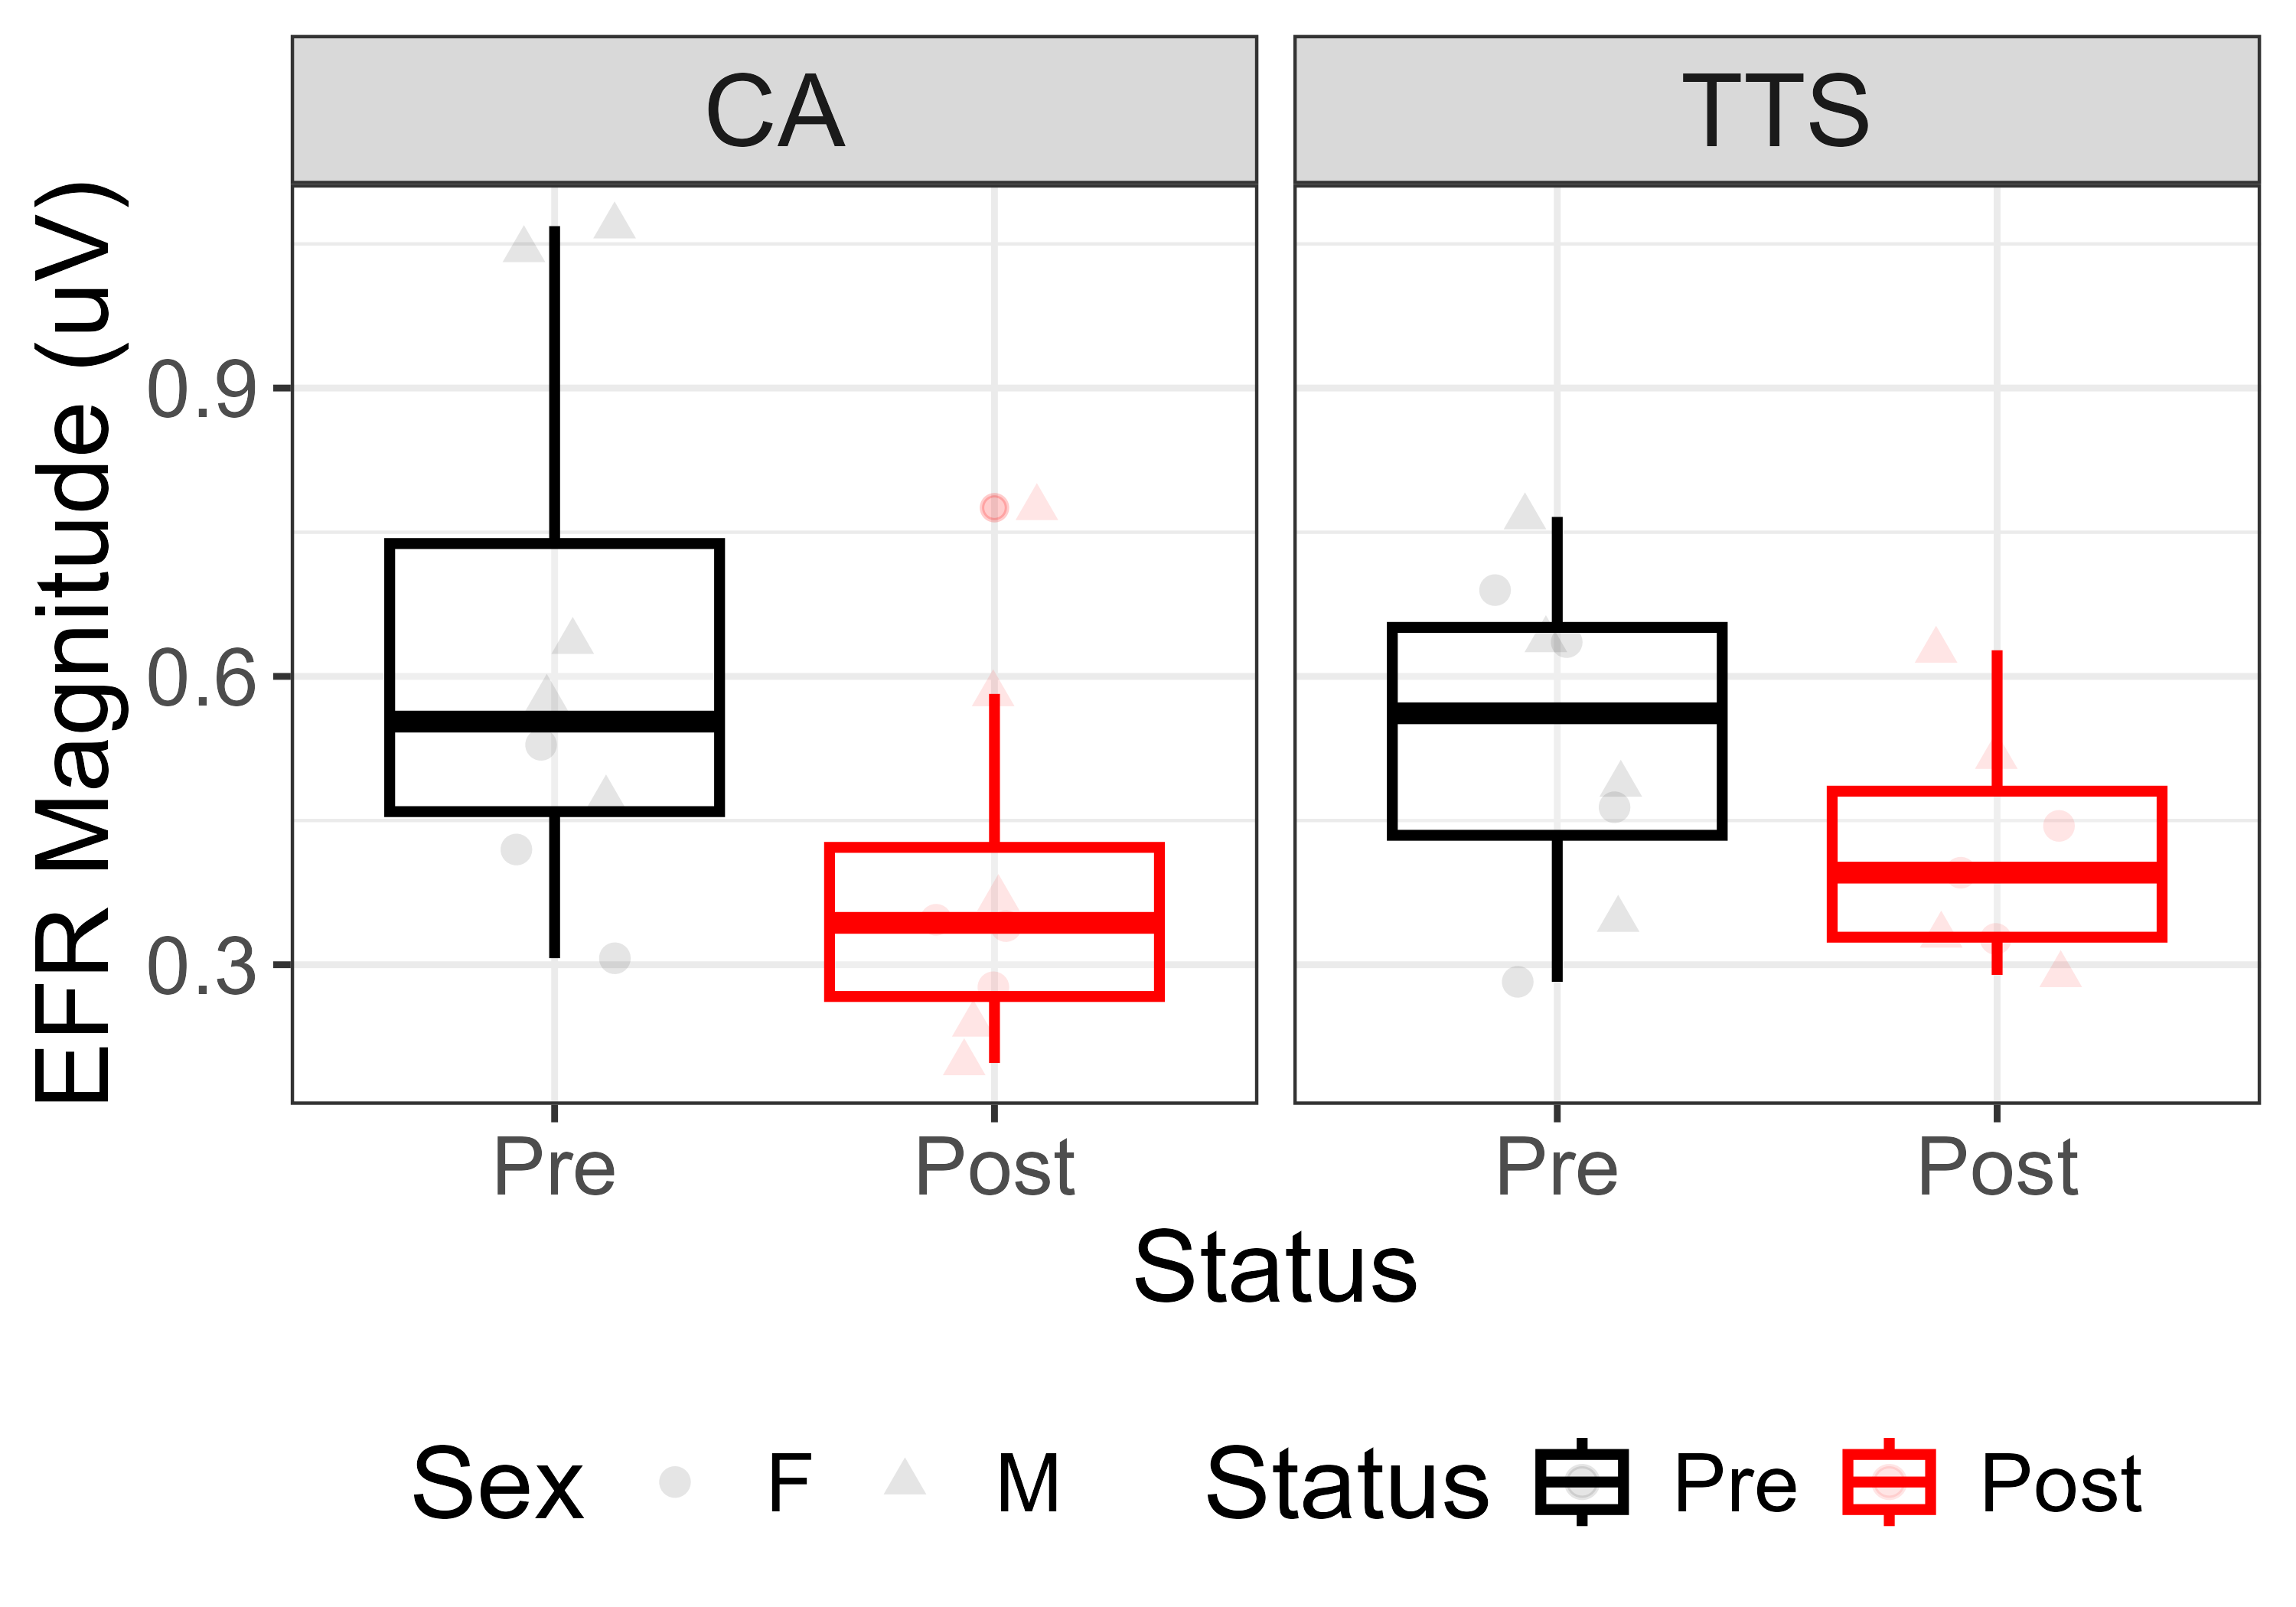 CA
TTS
EFR Magnitude (uV)
0.9
0.6
0.3
Pre
Post
Pre
Post
Status
Sex F M Status Pre Post